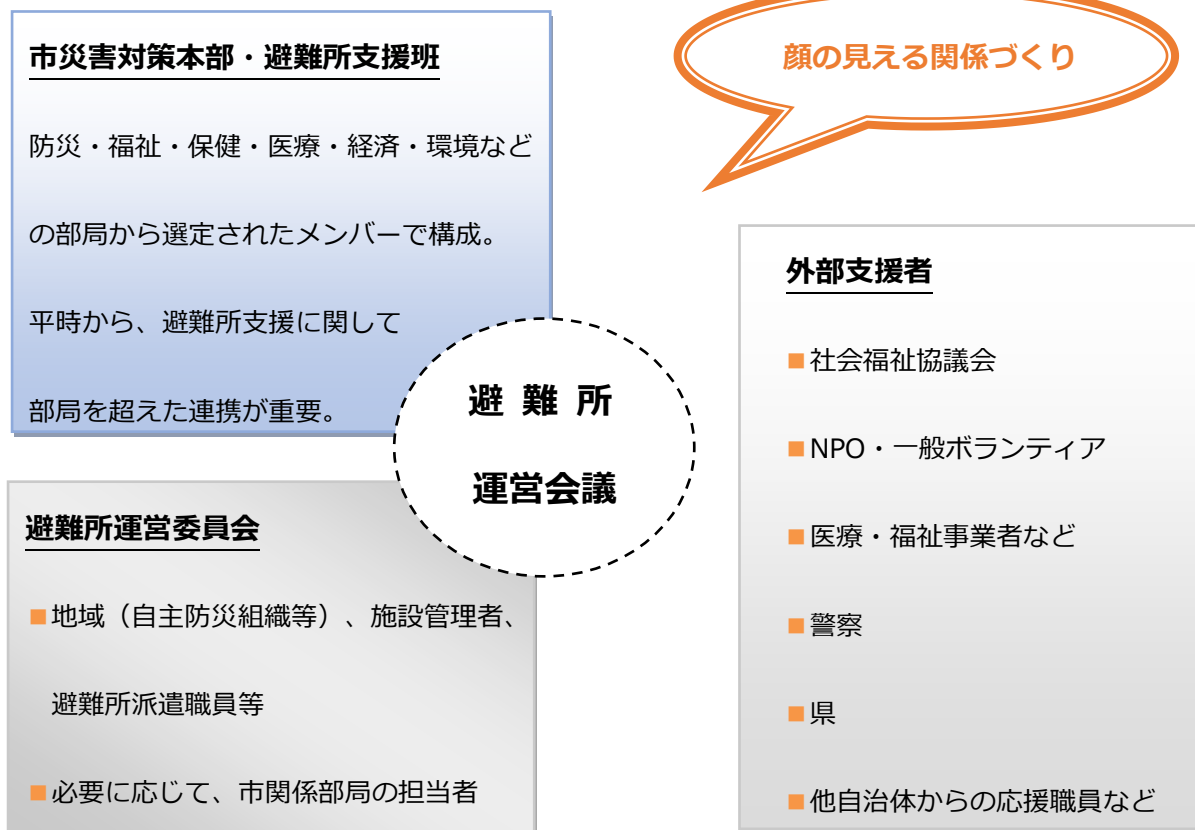 市災害対策本部・避難所支援班
防災・福祉・保健・医療・経済・環境など
の部局から選定されたメンバーで構成。
平時から、避難所支援に関して
部局を超えた連携が重要。
顔の見える関係づくり
避難所
運営会議
避難所運営委員会
■地域（自主防災組織等）、施設管理者、
避難所派遣職員等
■必要に応じて、市関係部局の担当者
外部支援者
■社会福祉協議会
■NPO・一般ボランティア
■医療・福祉事業者など
■警察
■県
■他自治体からの応援職員など